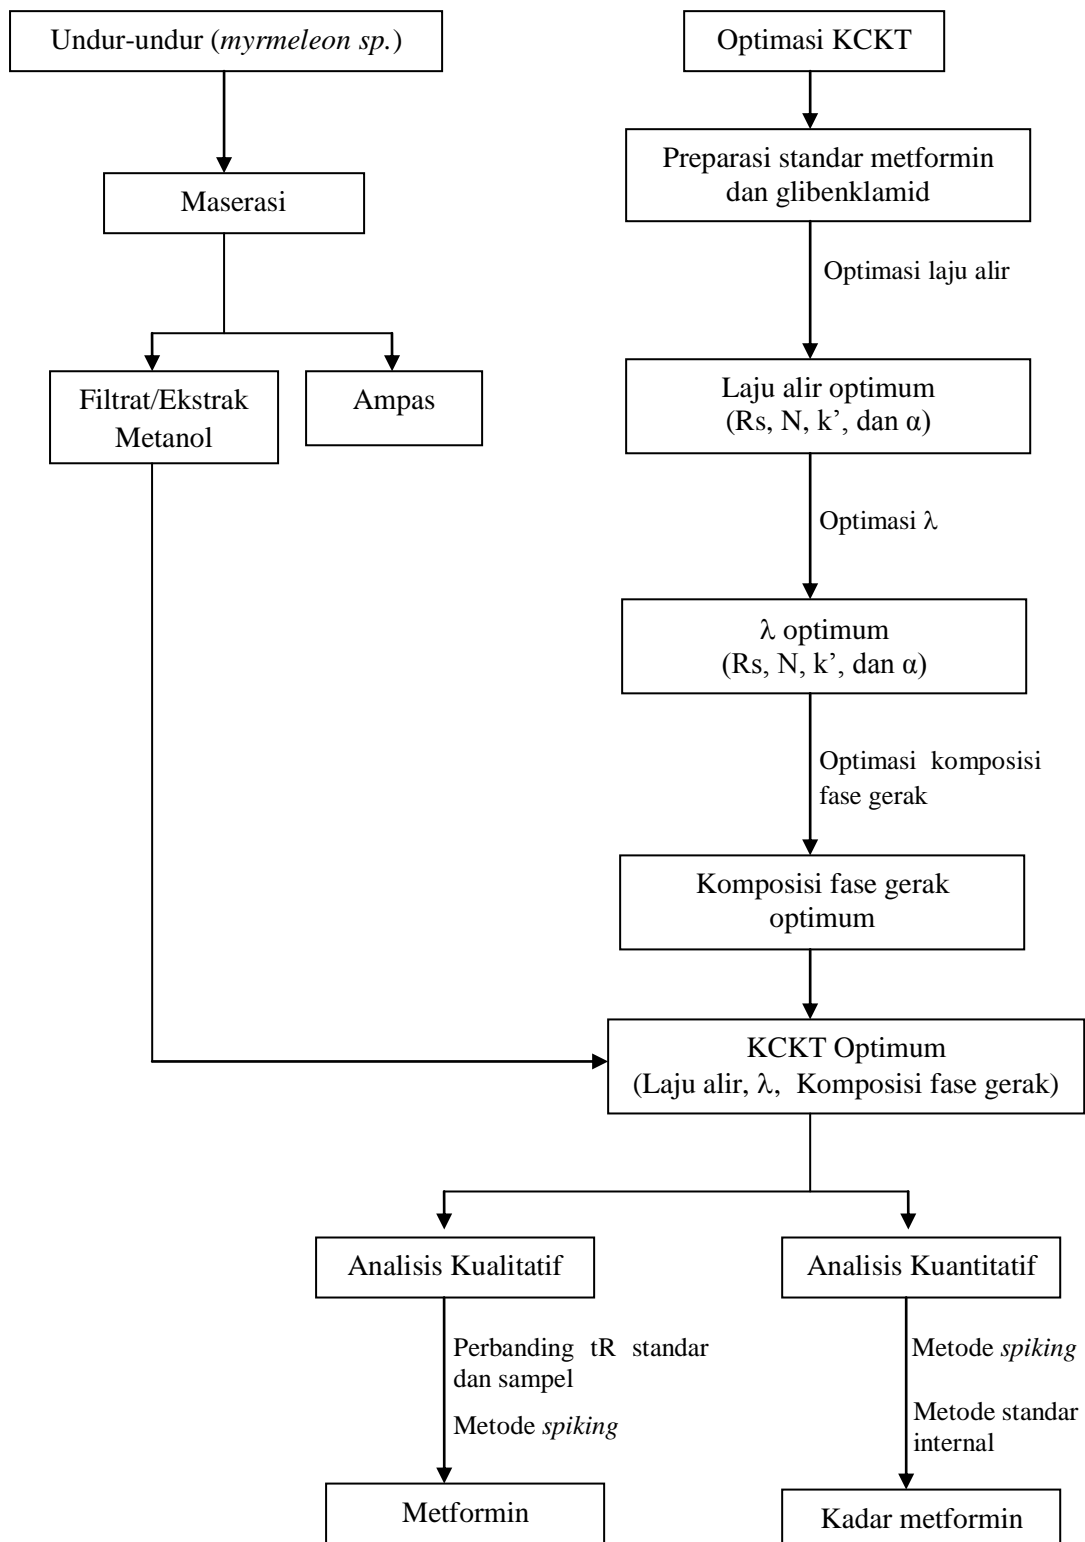 Undur-undur (myrmeleon sp.)
Optimasi KCKT
Preparasi standar metformin
dan glibenklamid
Maserasi
Optimasi laju alir
Filtrat/Ekstrak
Metanol
Ampas
Laju alir optimum
(Rs, N, k’, dan α)
Optimasi λ
λ optimum
(Rs, N, k’, dan α)
Optimasi komposisi
fase gerak
Komposisi fase gerak
optimum
KCKT Optimum
(Laju alir, λ, Komposisi fase gerak)
Analisis Kualitatif
Analisis Kuantitatif
Perbanding tR standar
dan sampel
Metode spiking
Metode spiking
Metode standar
internal
Metformin
Kadar metformin